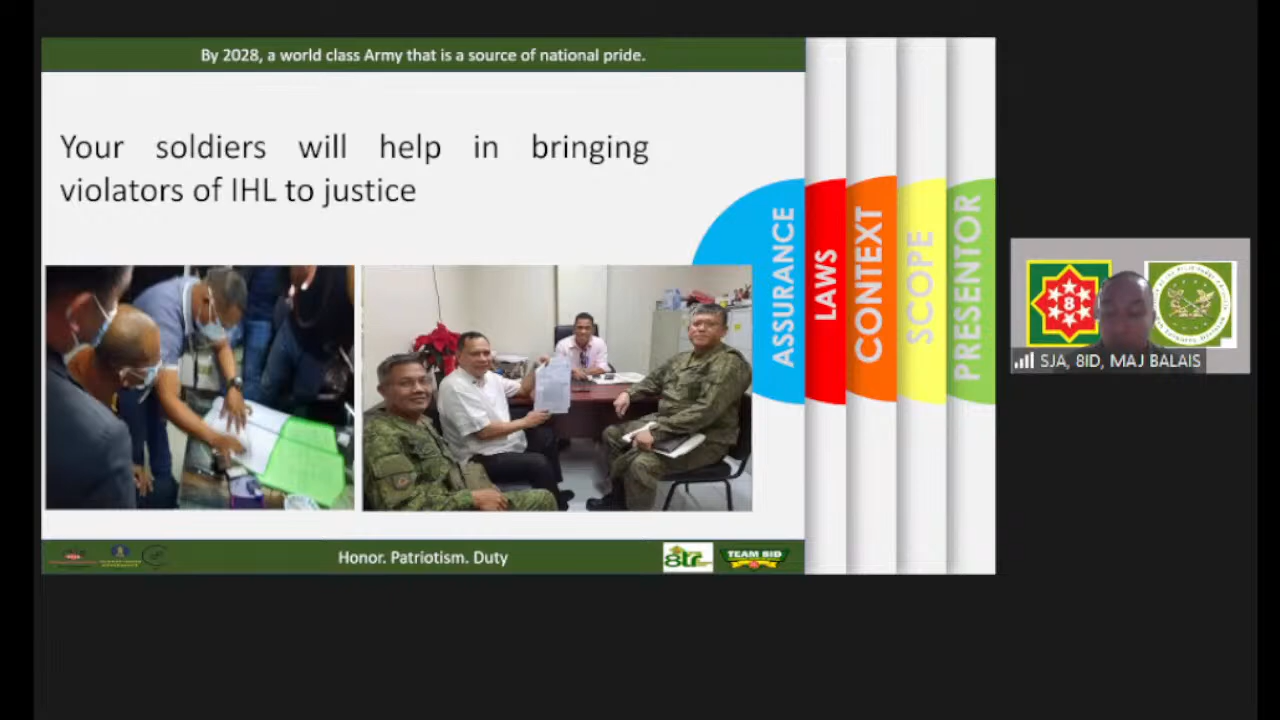 By 2028, a world class Army that is a source of national pride.
Your soldiers will help in bringing
violators of IHL to justice
ASSURANCE
LAWS
CONTEXT
SCOPE
PRESENTOR
8
SJA, 8ID, MAJ BALAIS
Honor. Patriotism. Duty
TEAM 8ID